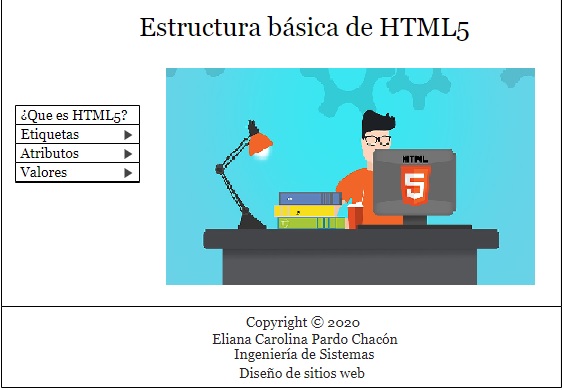 Estructura básica de HTML5
¿Que es HTML5?
Etiquetas
Atributos
Valores
HTML
5
Copyright © 2020
Eliana Carolina Pardo Chacón
Ingeniería de Sistemas
Diseño de sitios web